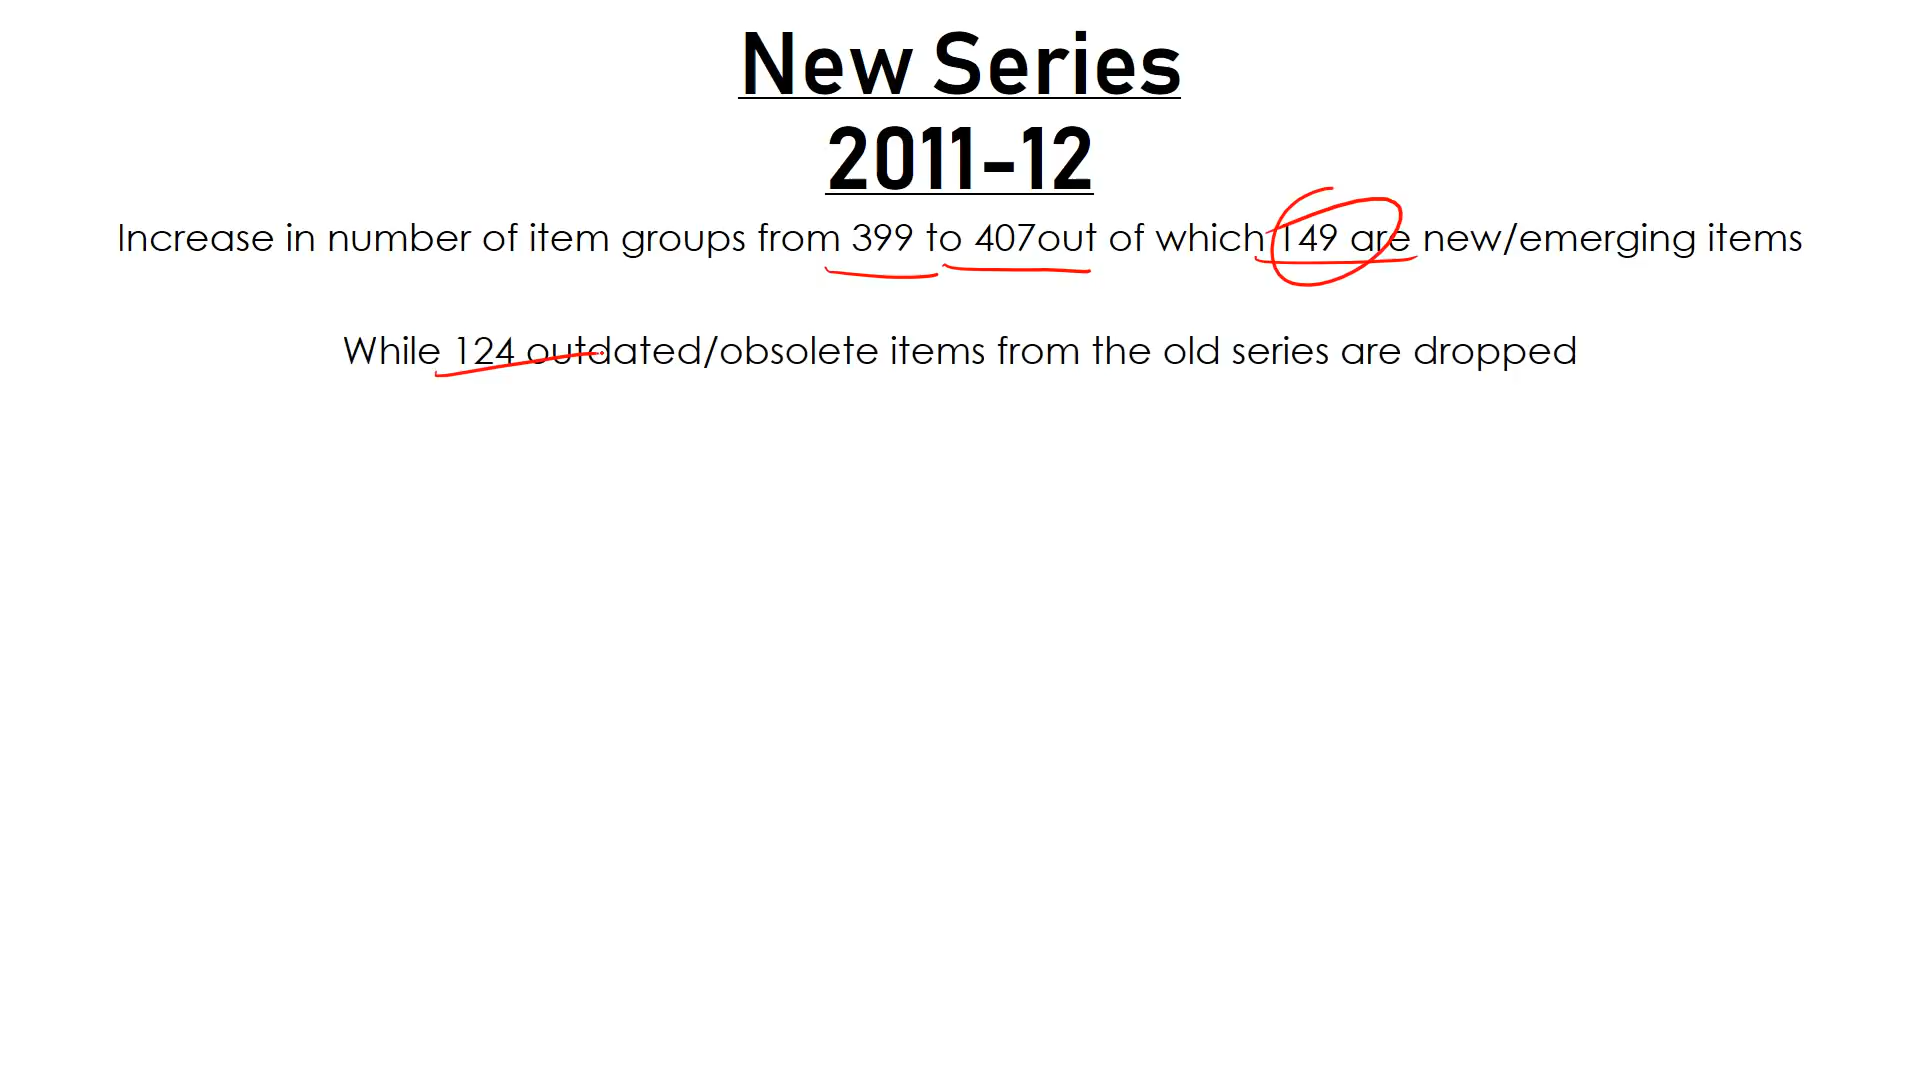 New Series
2011-12
Increase in number of item groups from 399 to 407out of which 149 are new/emerging items
While 124 outdated/obsolete items from the old series are dropped